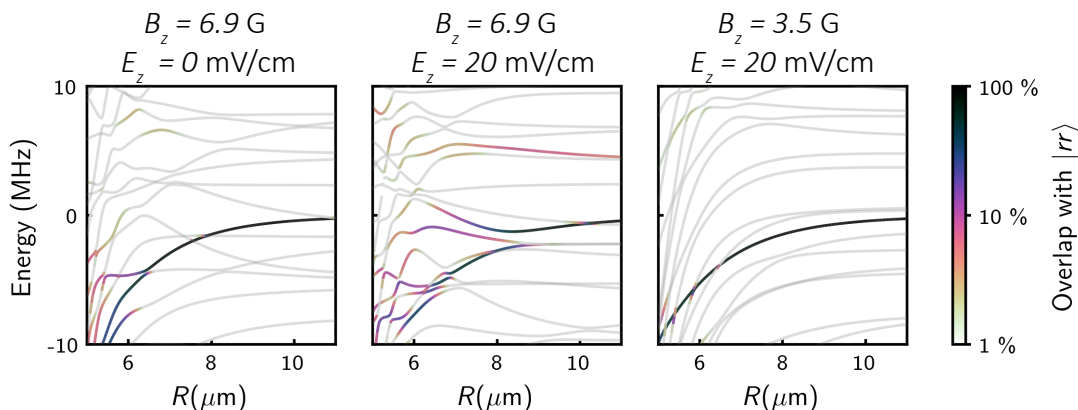 B_z = 6.9 G
E_z = 0 mV/cm
B_z = 6.9 G
E_z = 20 mV/cm
B_z = 3.5 G
E_z = 20 mV/cm
Energy (MHz)
10
0
-10
6 8 10
R(μm)
6 8 10
R(μm)
6 8 10
R(μm)
100 %
10 %
1 %
Overlap with |rr⟩